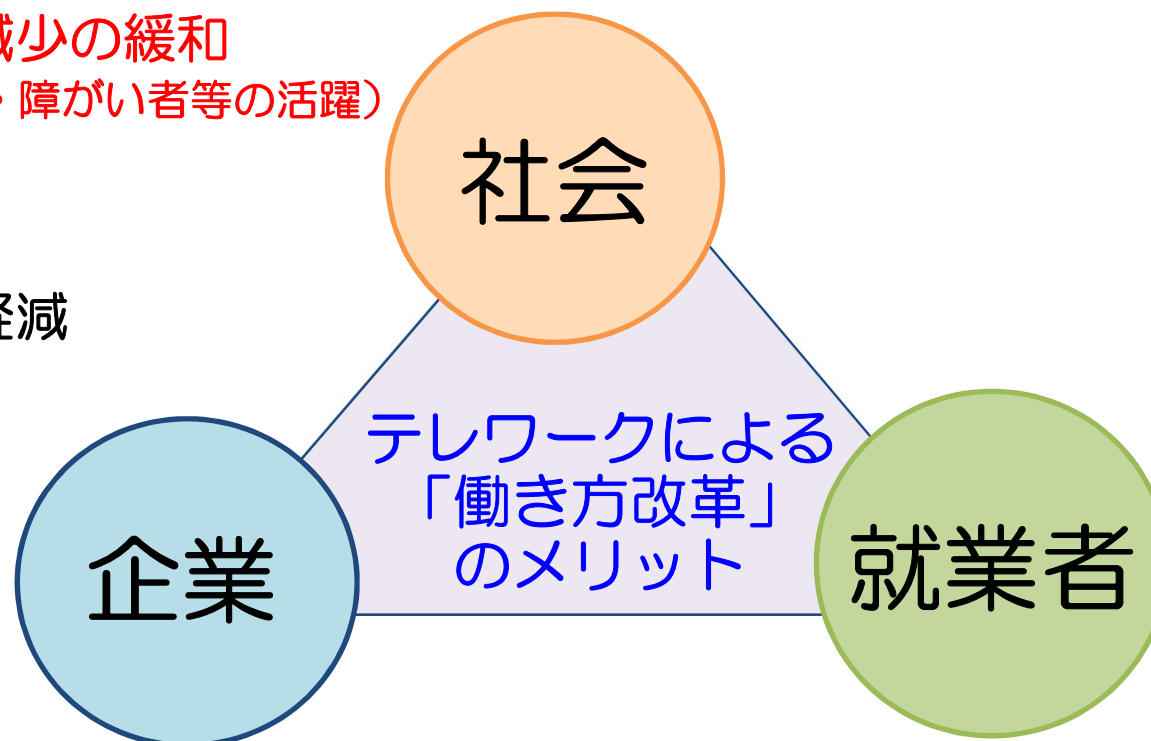 減少の緩和
・障がい者等の活躍）
社会
軽減
テレワークによる
「働き方改革」
のメリット
企業
就業者